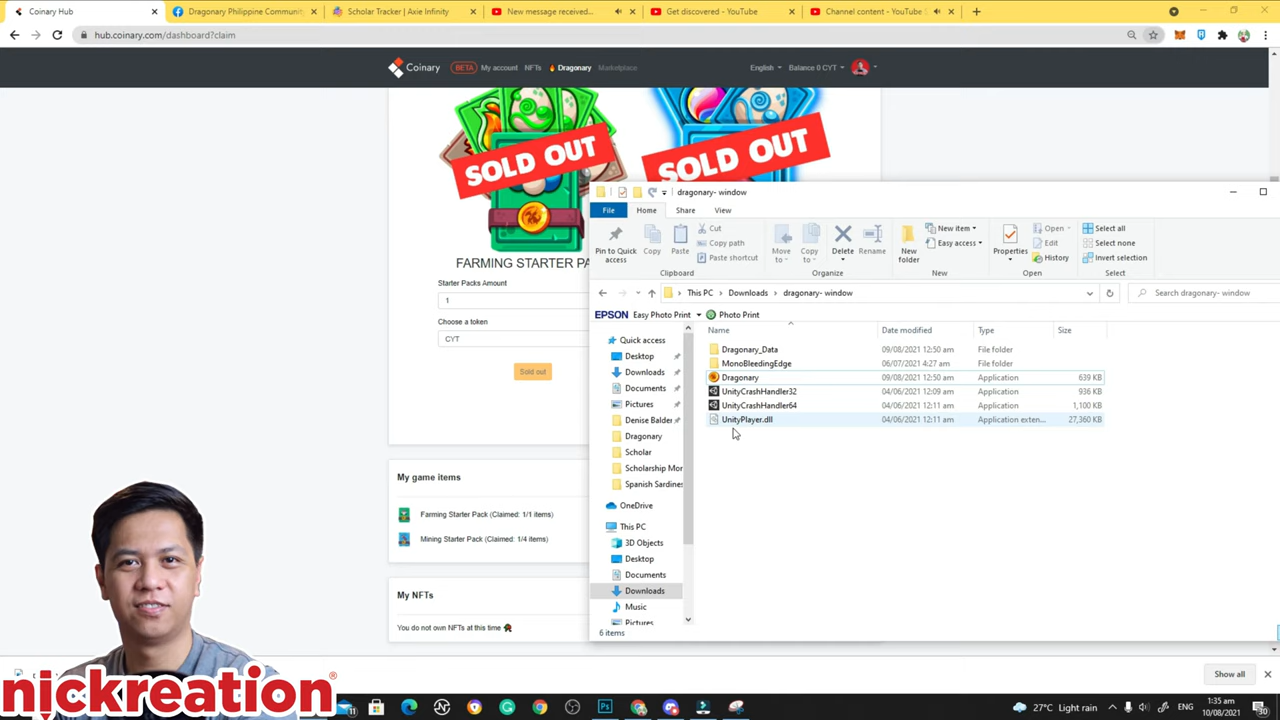 Coinary Hub
Dragonary Philippine Communit
Scholar Tracker | Axie Infinity
New message received...
Get discovered - YouTube
Channel content - YouTube S
hub.coinary.com/dashboard?claim
Coinary
BETA
My account
NFTs
Dragonary
Marketplace
English
Balance 0 CYT
SOLD OUT
SOLD OUT
FARMING STARTER PA
Starter Packs Amount
1
Choose a token
CYT
Sold out
My game items
Farming Starter Pack (Claimed: 1/1 items)
Mining Starter Pack (Claimed: 1/4 items)
My NFTs
You do not own NFTs at this time
dragonary- window
File
Home
Share
View
Pin to Quick access
Copy
Paste
Cut
Copy path
Paste shortcut
Clipboard
Move to
Copy to
Delete
Rename
Organize
New folder
New item
Easy access
New
Properties
Open
Edit
History
Open
Select all
Select none
Invert selection
Select
This PC
Downloads
dragonary- window
Search dragonary- window
EPSON
Easy Photo Print
Photo Print
Quick access
Desktop
Downloads
Documents
Pictures
Denise Balder
Dragonary
Scholar
Scholarship Mor
Spanish Sardines
OneDrive
This PC
3D Objects
Desktop
Documents
Downloads
Music
Pictures
Name Date modified Type Size
Dragonary_Data 09/08/2021 12:50 am File folder
MonoBleedingEdge 06/07/2021 4:27 am File folder
Dragonary 09/08/2021 12:50 am Application 639 KB
UnityCrashHandler32 04/06/2021 12:09 am Application 936 KB
UnityCrashHandler64 04/06/2021 12:11 am Application 1,100 KB
UnityPlayer.dll 04/06/2021 12:11 am Application exten... 27,360 KB
6 items
Show all
nickreation®
11
27°C Light rain
ENG
1:35 am
10/08/2021
30